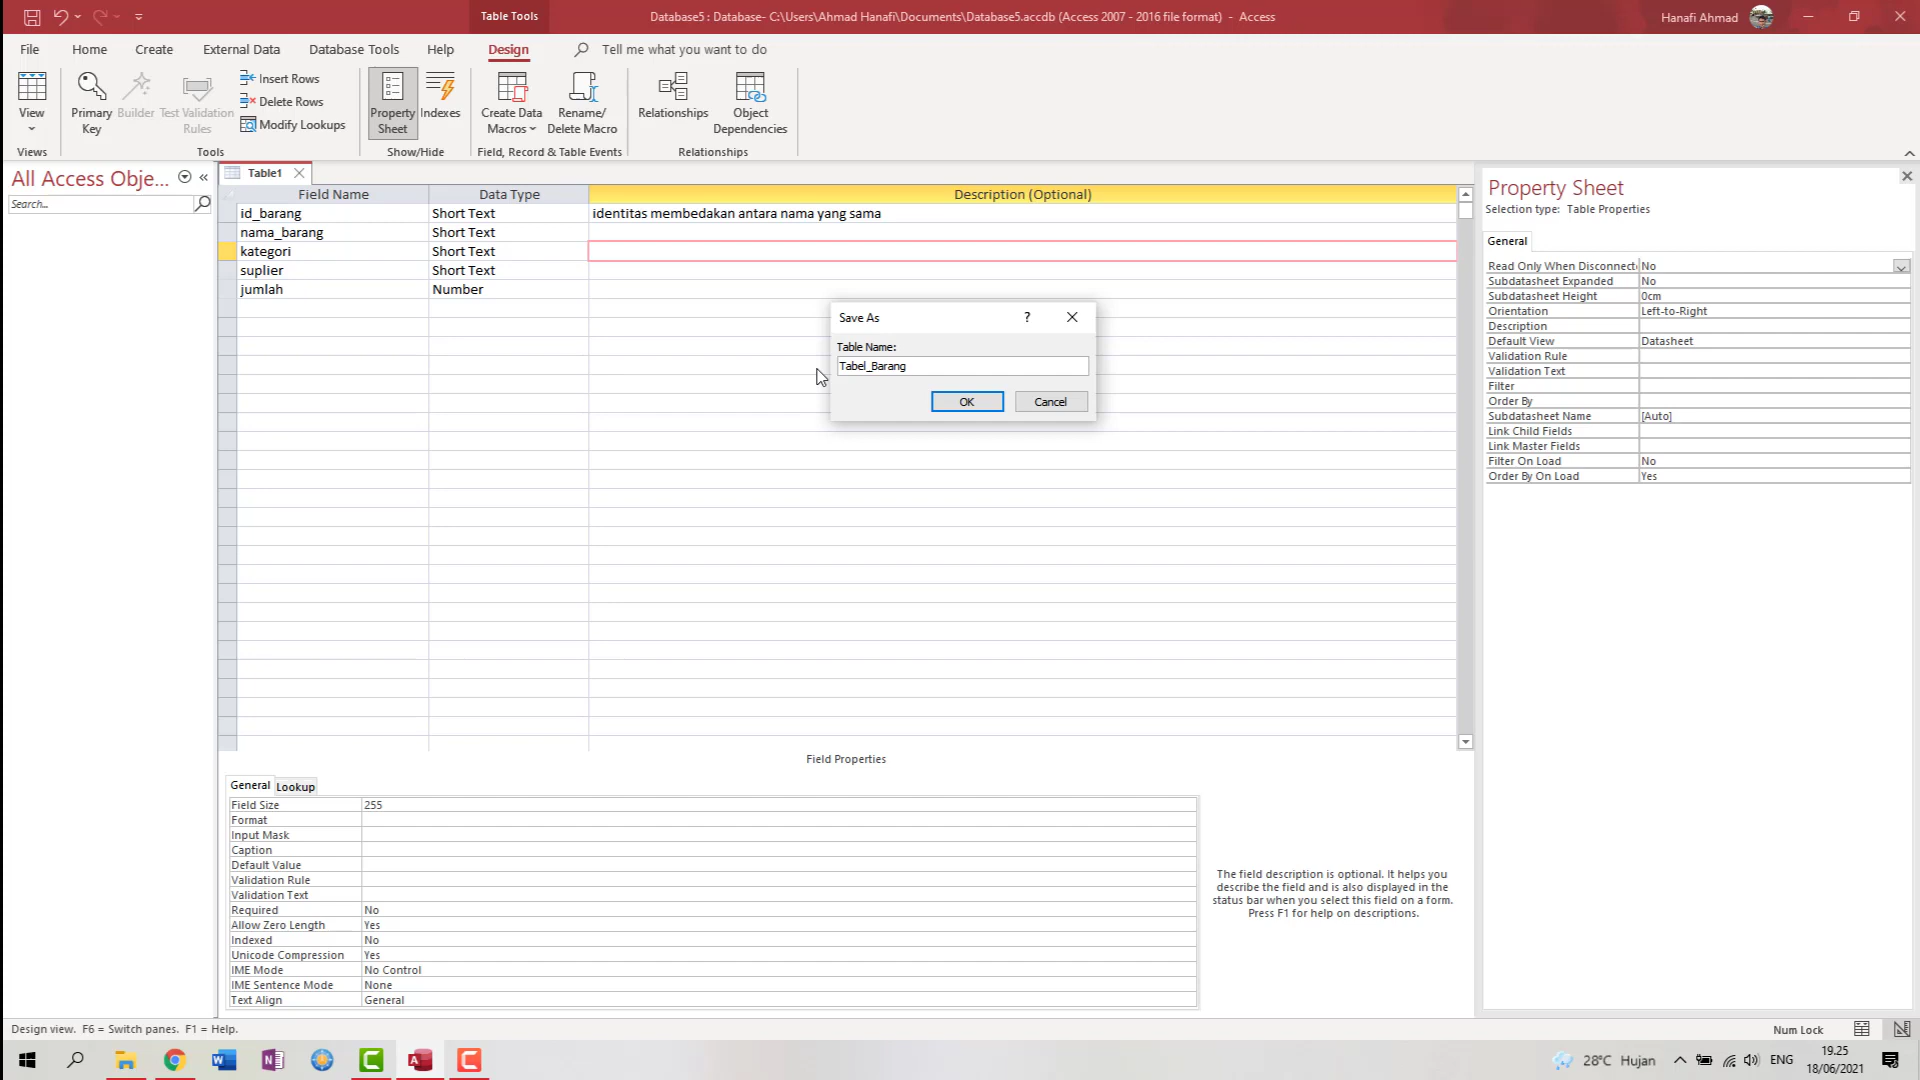 Table Tools
Database5 : Database- C:\Users\Ahmad Hanafi\Documents\Database5.accdb (Access 2007 - 2016 file format) - Access
Hanafi Ahmad
File Home Create External Data Database Tools Help Design Tell me what you want to do
View
Primary Key
Builder
Test Validation Rules
Insert Rows
Delete Rows
Modify Lookups
Property Sheet
Indexes
Create Data Macros
Rename/ Delete Macro
Relationships
Object Dependencies
Views Tools Show/Hide Field, Record & Table Events Relationships
All Access Obje...
Search...
Table1
Field Name Data Type Description (Optional)
id_barang Short Text identitas membedakan antara nama yang sama
nama_barang Short Text
kategori Short Text
suplier Short Text
jumlah Number
Save As ?
Table Name:
Tabel_Barang
OK Cancel
Property Sheet
Selection type: Table Properties
General
Read Only When Disconnect No
Subdatasheet Expanded No
Subdatasheet Height 0cm
Orientation Left-to-Right
Description
Default View Datasheet
Validation Rule
Validation Text
Filter
Order By
Subdatasheet Name [Auto]
Link Child Fields
Link Master Fields
Filter On Load No
Order By On Load Yes
Field Properties
General Lookup
Field Size 255
Format
Input Mask
Caption
Default Value
Validation Rule
Validation Text
Required No
Allow Zero Length Yes
Indexed No
Unicode Compression Yes
IME Mode No Control
IME Sentence Mode None
Text Align General
The field description is optional. It helps you
describe the field and is also displayed in the
status bar when you select this field on a form.
Press F1 for help on descriptions.
Design view. F6 = Switch panes. F1 = Help.
Num Lock
28°C Hujan
ENG
19.25
18/06/2021